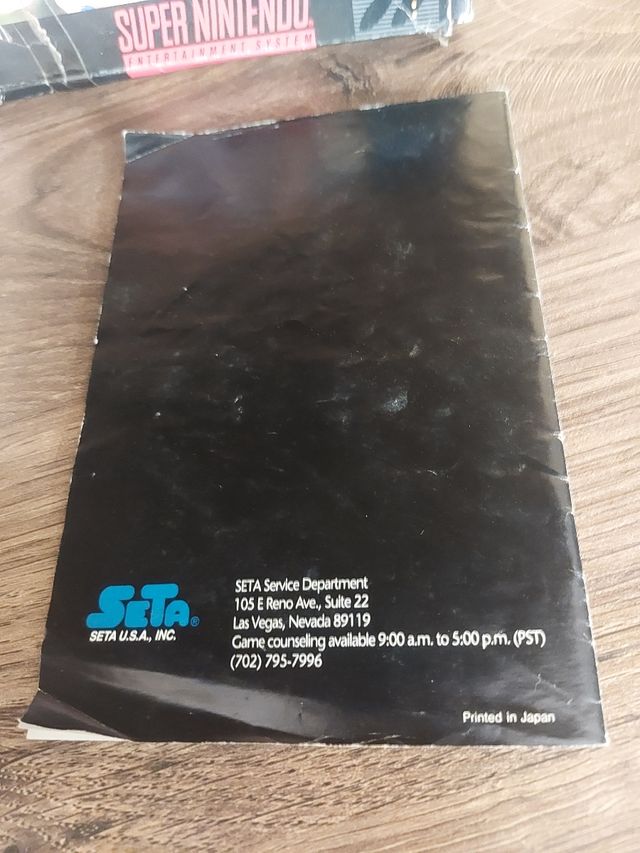 SUPER NINTENDO
ENTERTAINMENT SYSTEM
SETA®
SETA U.S.A., INC.
SETA Service Department
105 E Reno Ave., Suite 22
Las Vegas, Nevada 89119
Game counseling available 9:00 a.m. to 5:00 p.m. (PST)
(702) 795-7996
Printed in Japan